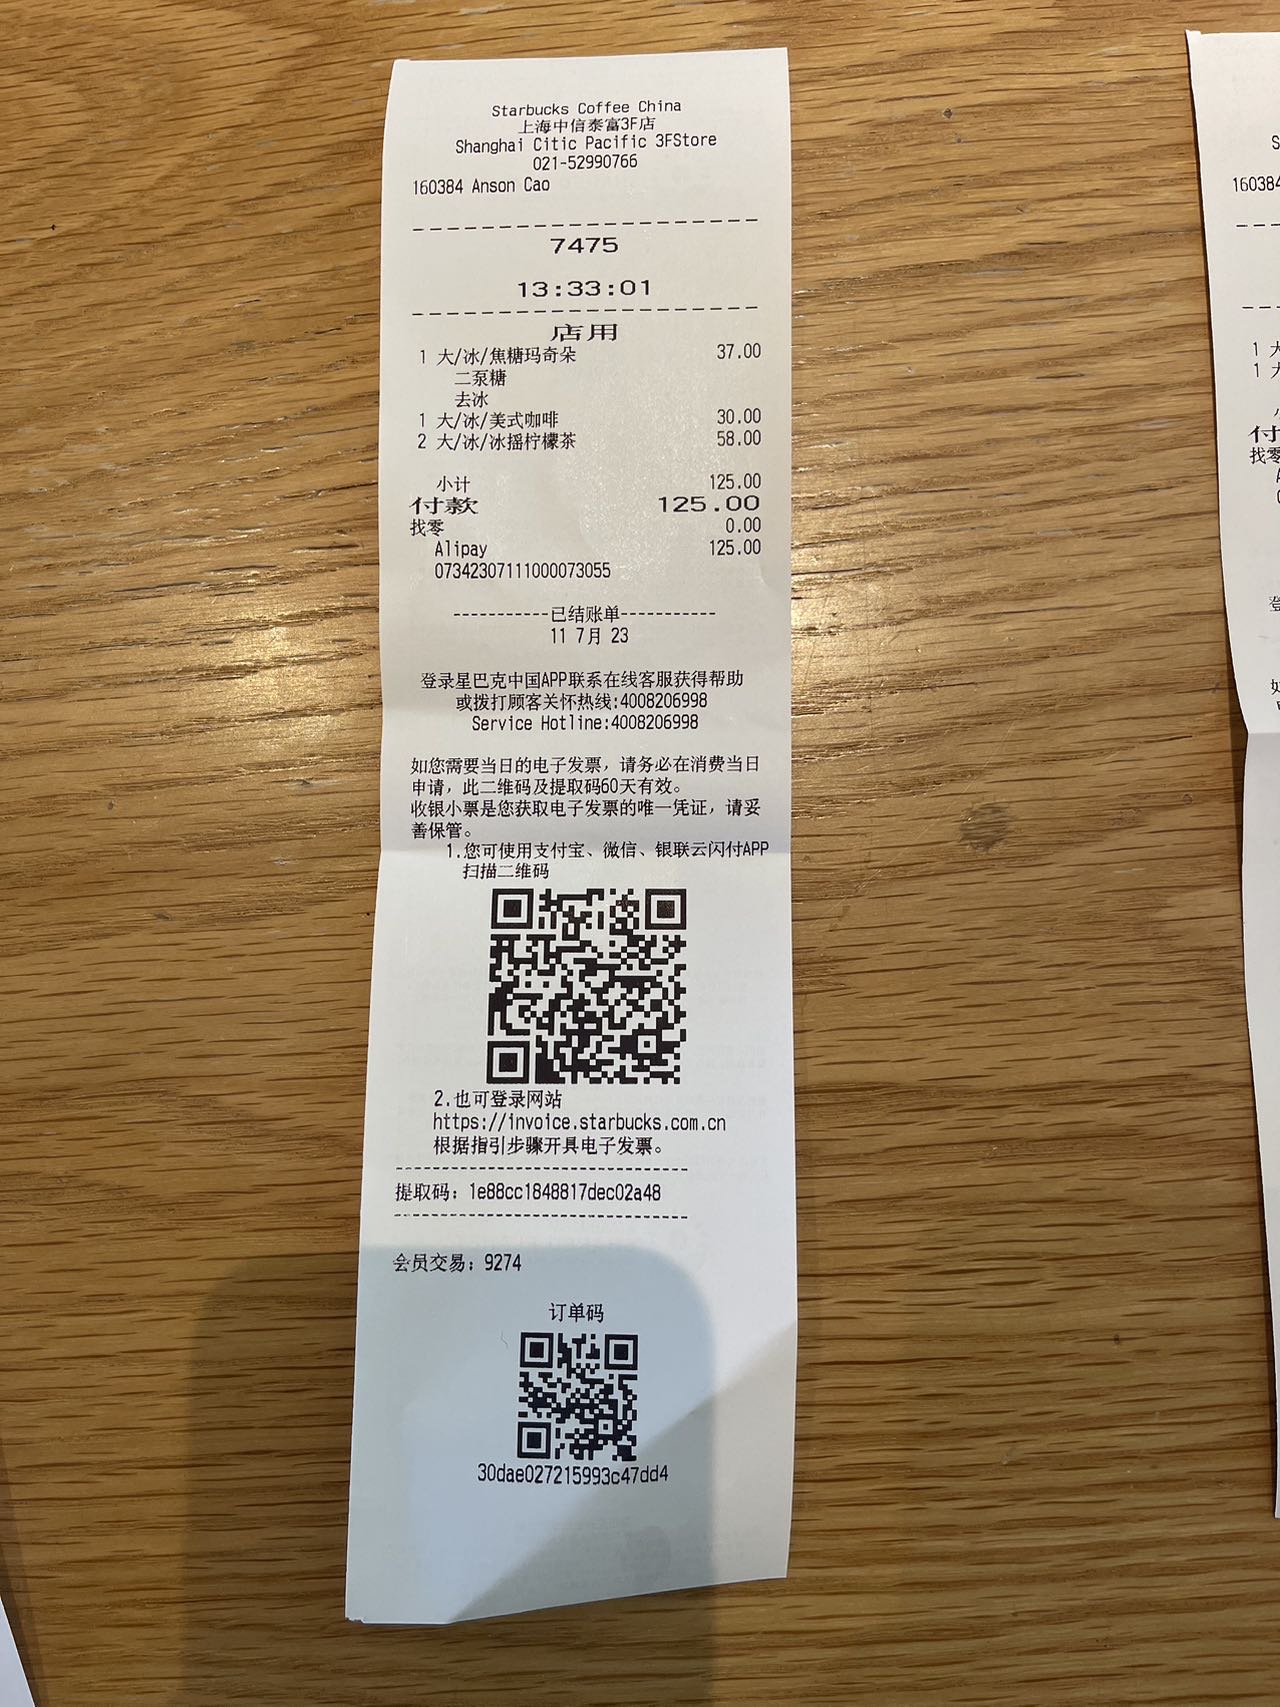 Starbucks Coffee China
上海中信泰富3F店
Shanghai Citic Pacific 3FStore
021-52990766
160384 Anson Cao
7475
13:33:01
店用
1 大/冰/焦糖玛奇朵 37.00
二泵糖
去冰
1 大/冰/美式咖啡 30.00
2 大/冰/冰摇柠檬茶 58.00
小计 125.00
付款 125.00
找零 0.00
Alipay 125.00
07342307111000073055
-----------已结账单-----------
11 7月 23
登录星巴克中国APP联系在线客服获得帮助
或拨打顾客关怀热线:4008206998
Service Hotline:4008206998
如您需要当日的电子发票，请务必在消费当日
申请，此二维码及提取码60天有效。
收银小票是您获取电子发票的唯一凭证，请妥
善保管。
1.您可使用支付宝、微信、银联云闪付APP
扫描二维码
2.也可登录网站
https://invoice.starbucks.com.cn
根据指引步骤开具电子发票。
提取码: 1e88cc1848817dec02a48
会员交易: 9274
订单码
30dae027215993c47dd4
S
160384
1 大
1 大
付
找零
登
如